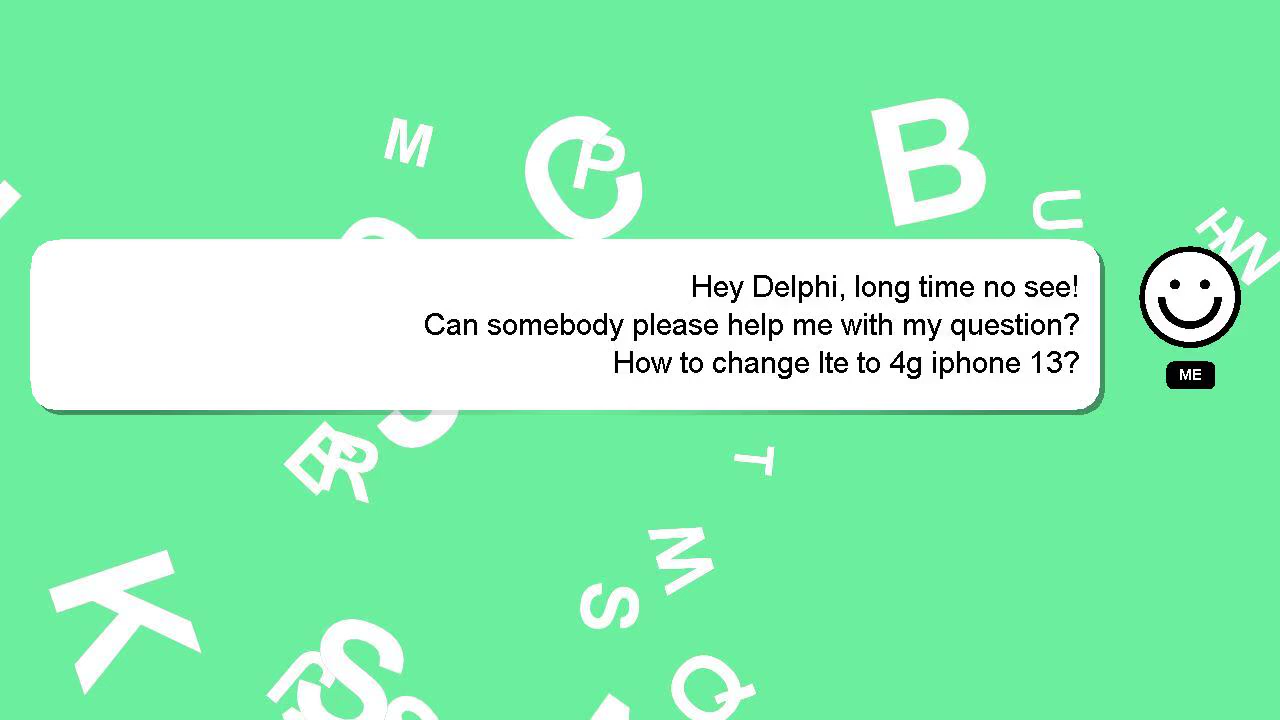 M
C
P
B
U
H
W
Hey Delphi, long time no see!
Can somebody please help me with my question?
How to change lte to 4g iphone 13?
ME
R
T
M
S
K
S
Q